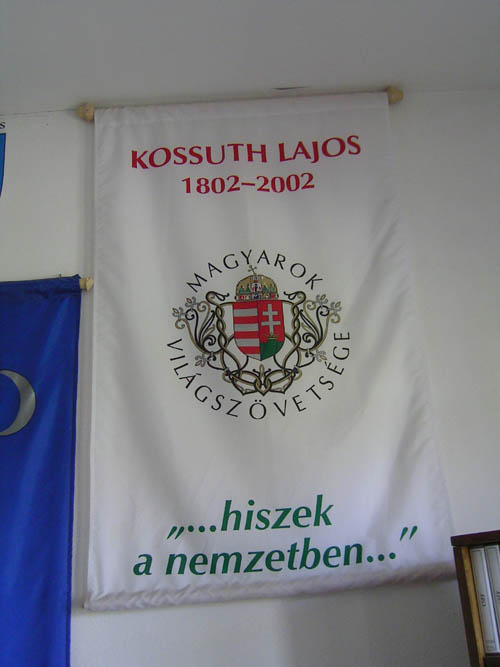 KOSSUTH LAJOS
1802–2002
MAGYAROK
VILÁGSZÖVETSÉGE
„...hiszek
a nemzetben...”